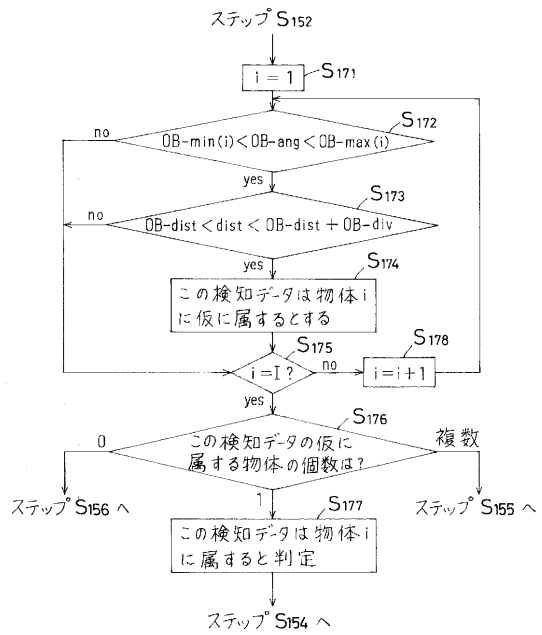 ステップ S152
S171
i = 1
S172
no
OB-min(i)<OB-ang<OB-max(i)
yes
S173
no
OB-dist<dist<OB-dist+OB-div
yes
S174
この検知データは物体i
に仮に属するとする
S175
i=I?
no
S178
i=i+1
yes
S176
0
この検知データの仮に
属する物体の個数は?
複数
ステップ S156 へ
1
ステップ S155 へ
S177
この検知データは物体i
に属すると判定
ステップ S154 へ